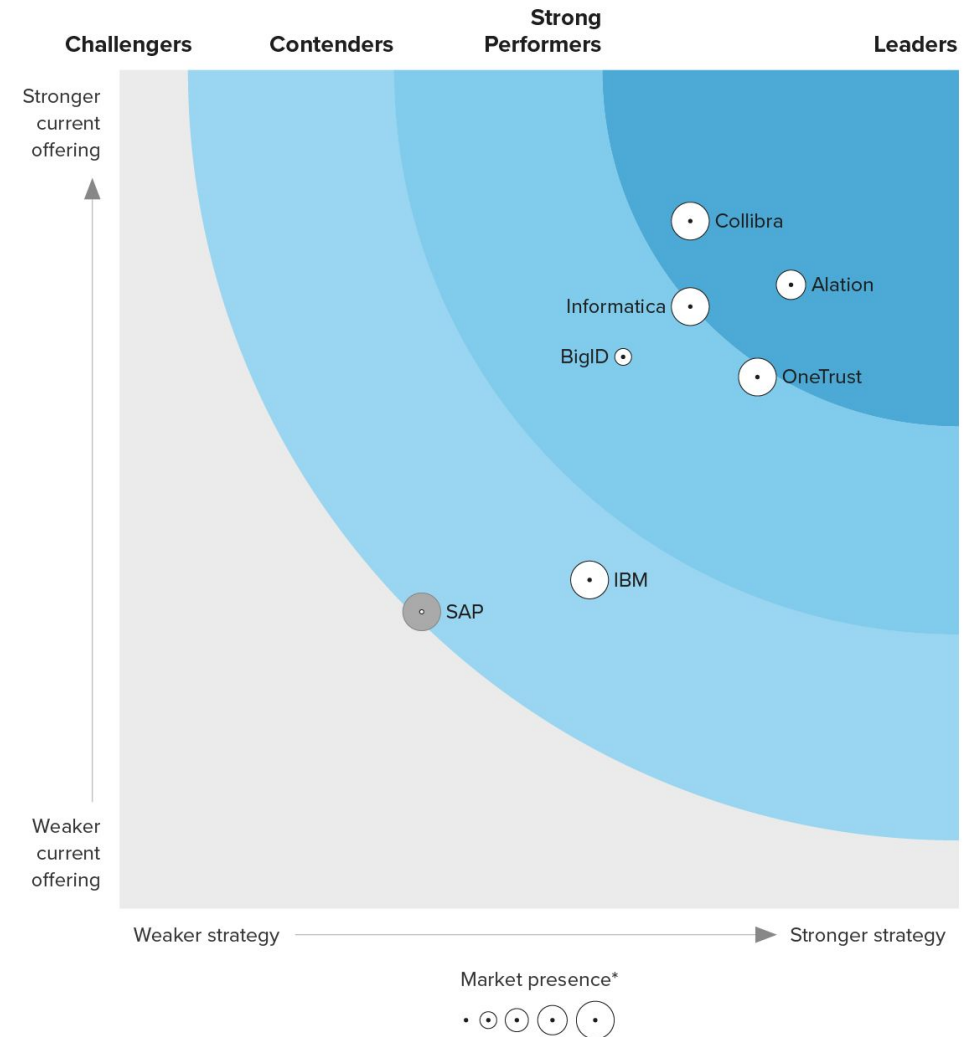 Strong
Challengers Contenders Performers Leaders
Stronger
current
offering
Collibra
Alation
Informatica
BigID
OneTrust
IBM
SAP
Weaker
current
offering
Weaker strategy Stronger strategy
Market presence*